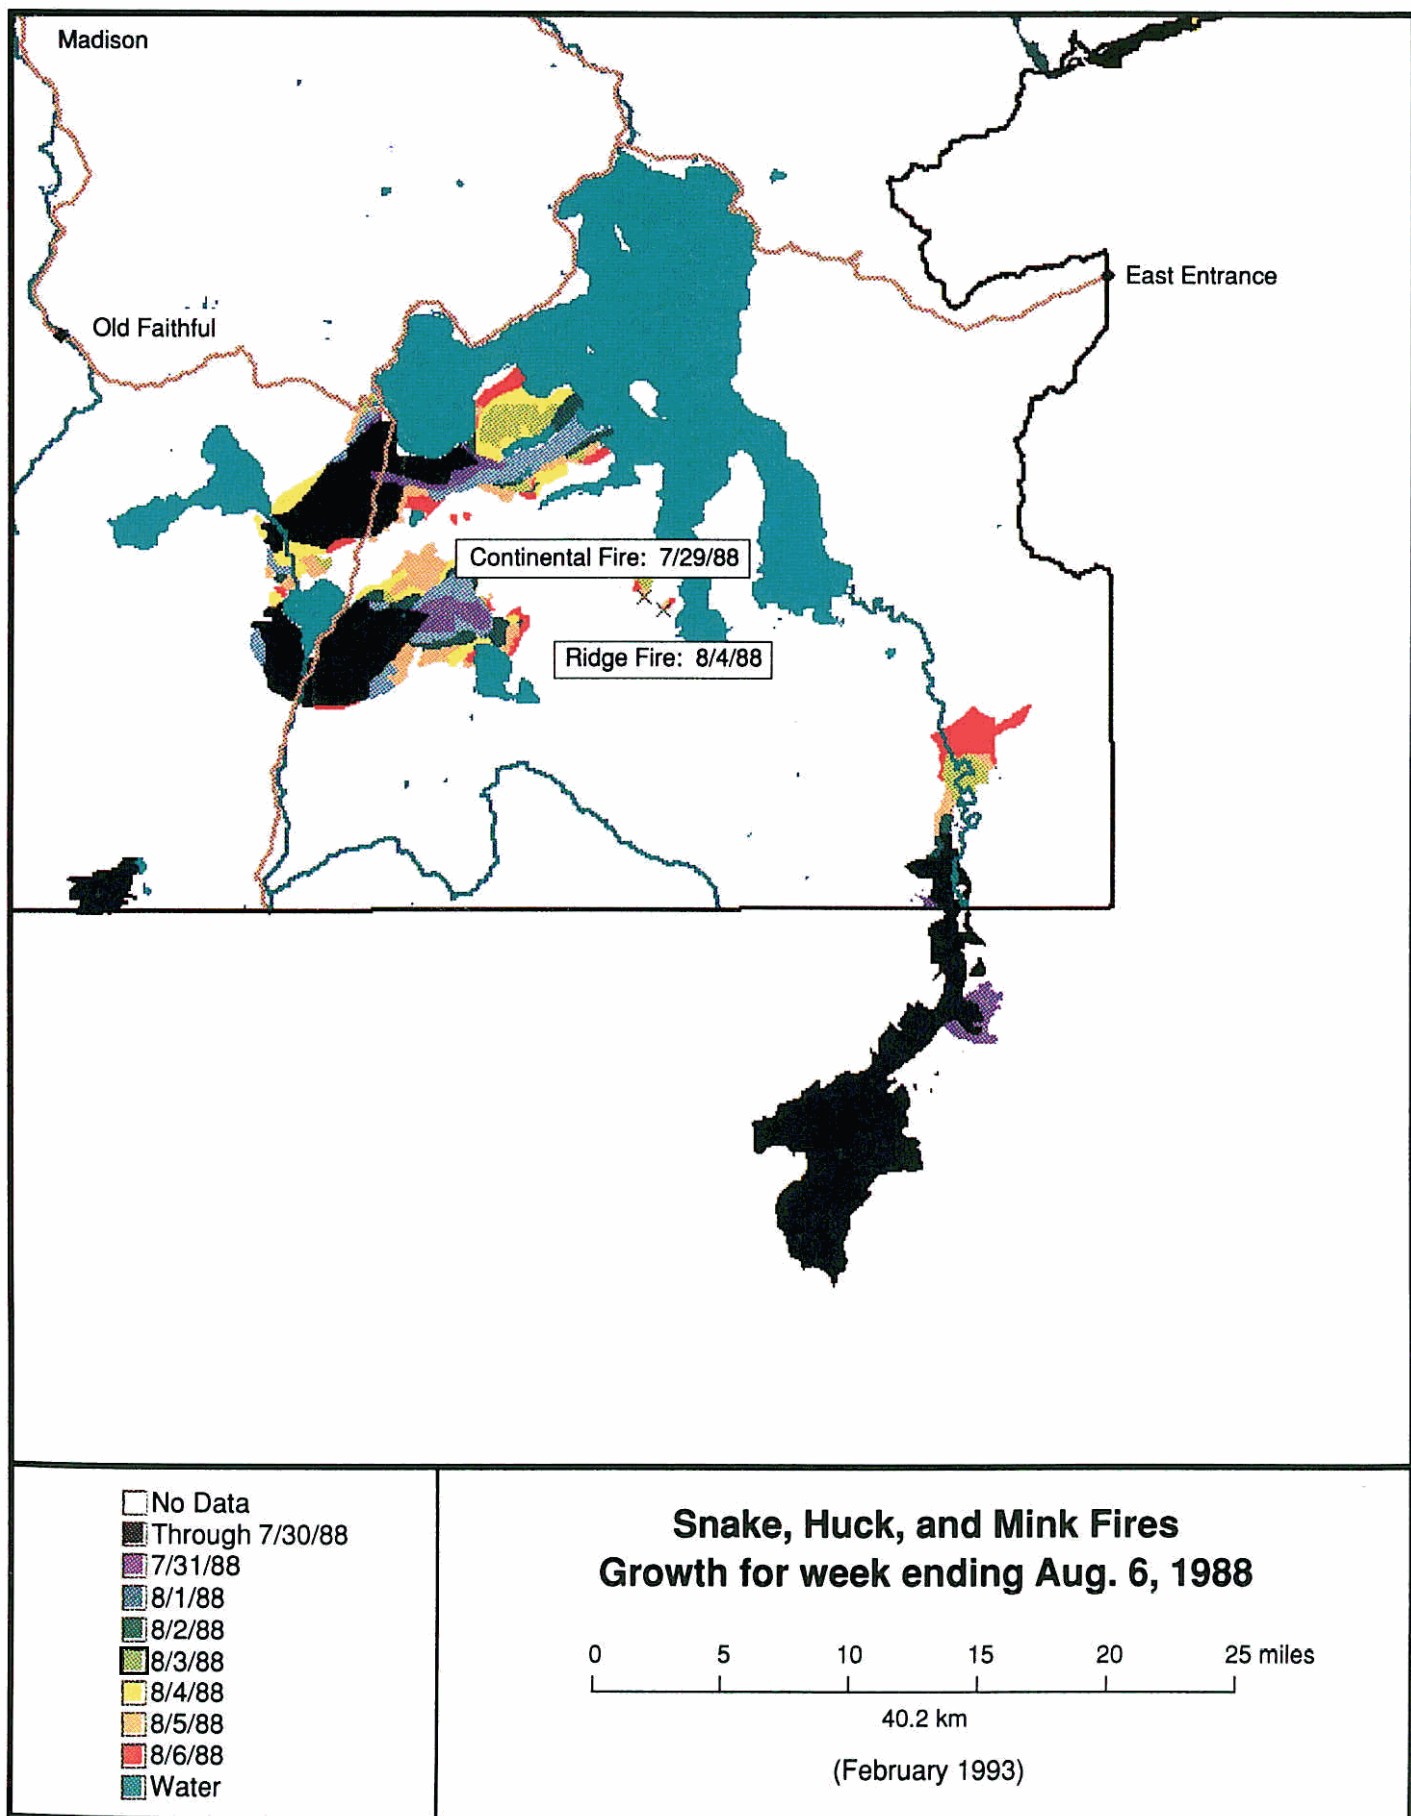 Madison
East Entrance
Old Faithful
Continental Fire: 7/29/88
Ridge Fire: 8/4/88
No Data
Through 7/30/88
7/31/88
8/1/88
8/2/88
8/3/88
8/4/88
8/5/88
8/6/88
Water
Snake, Huck, and Mink Fires
Growth for week ending Aug. 6, 1988
0 5 10 15 20 25 miles
40.2 km
(February 1993)